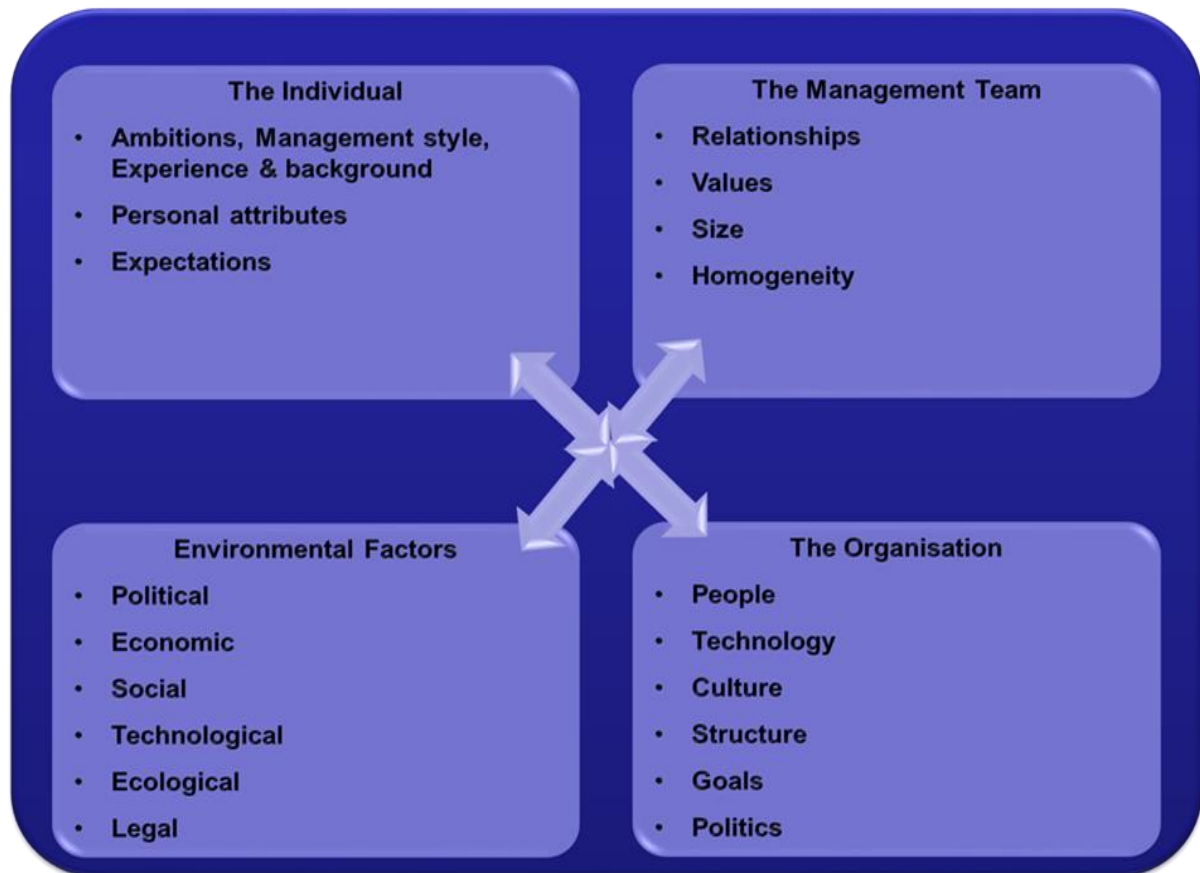 The Individual
• Ambitions, Management style,
Experience & background
• Personal attributes
• Expectations
The Management Team
• Relationships
• Values
• Size
• Homogeneity
Environmental Factors
• Political
• Economic
• Social
• Technological
• Ecological
• Legal
The Organisation
• People
• Technology
• Culture
• Structure
• Goals
• Politics